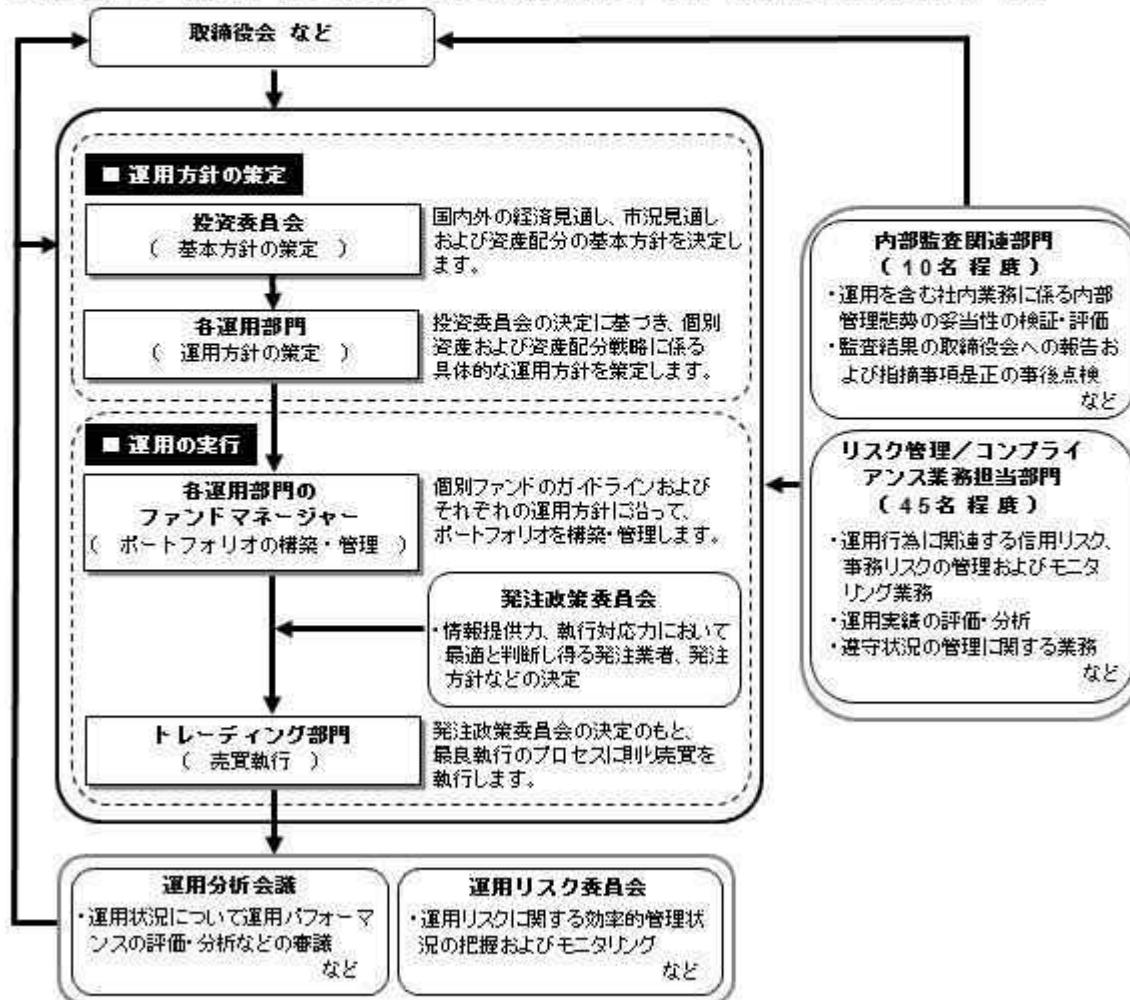 取締役会 など
■ 運用方針の策定
投資委員会
( 基本方針の策定 )
国内外の経済見通し、市況見通し
および資産配分の基本方針を決定し
ます。
各運用部門
( 運用方針の策定 )
投資委員会の決定に基づき、個別
資産および資産配分戦略に係る
具体的な運用方針を策定します。
■ 運用の実行
各運用部門の
ファンドマネージャー
( ポートフォリオの構築・管理 )
個別ファンドのガイドラインおよび
それぞれの運用方針に沿って、
ポートフォリオを構築・管理します。
発注政策委員会
・情報提供力、執行対応力において
最適と判断し得る発注業者、発注
方針などの決定
トレーディング部門
( 売買執行 )
発注政策委員会の決定のもと、
最良執行のプロセスに則り売買を
執行します。
内部監査関連部門
( 10名 程度 )
・運用を含む社内業務に係る内部
管理態勢の妥当性の検証・評価
・監査結果の取締役会への報告お
よび指摘事項是正の事後点検
など
リスク管理/コンプライ
アンス業務担当部門
( 45名 程度 )
・運用行為に関連する信用リスク、
事務リスクの管理およびモニタ
リング業務
・運用実績の評価・分析
・遵守状況の管理に関する業務
など
運用分析会議
・運用状況について運用パフォーマ
ンスの評価・分析などの審議
など
運用リスク委員会
・運用リスクに関する効率的管理状
況の把握およびモニタリング
など